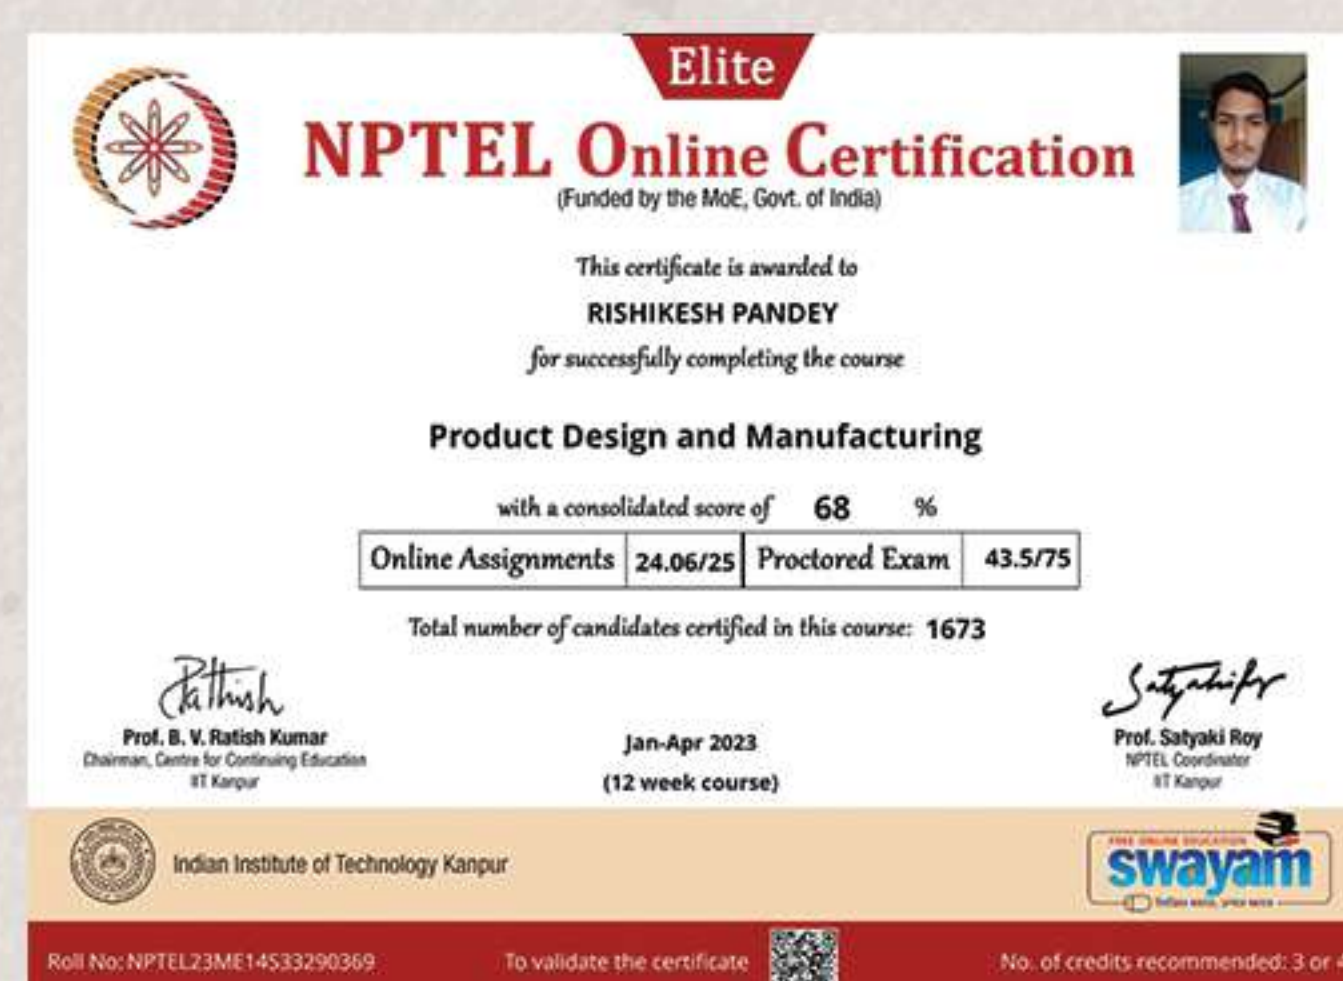 Elite
NPTEL Online Certification
(Funded by the MoE, Govt. of India)
This certificate is awarded to
RISHIKESH PANDEY
for successfully completing the course
Product Design and Manufacturing
with a consolidated score of 68 %
Online Assignments 24.06/25 Proctored Exam 43.5/75
Total number of candidates certified in this course: 1673
Prof. B. V. Ratish Kumar
Chairman, Centre for Continuing Education
IIT Kanpur
Jan-Apr 2023
(12 week course)
Prof. Satyaki Roy
NPTEL Coordinator
IIT Kanpur
Indian Institute of Technology Kanpur
FREE ONLINE EDUCATION
swayam
Roll No: NPTEL23ME14S33290369
To validate the certificate
No. of credits recommended: 3 or 4